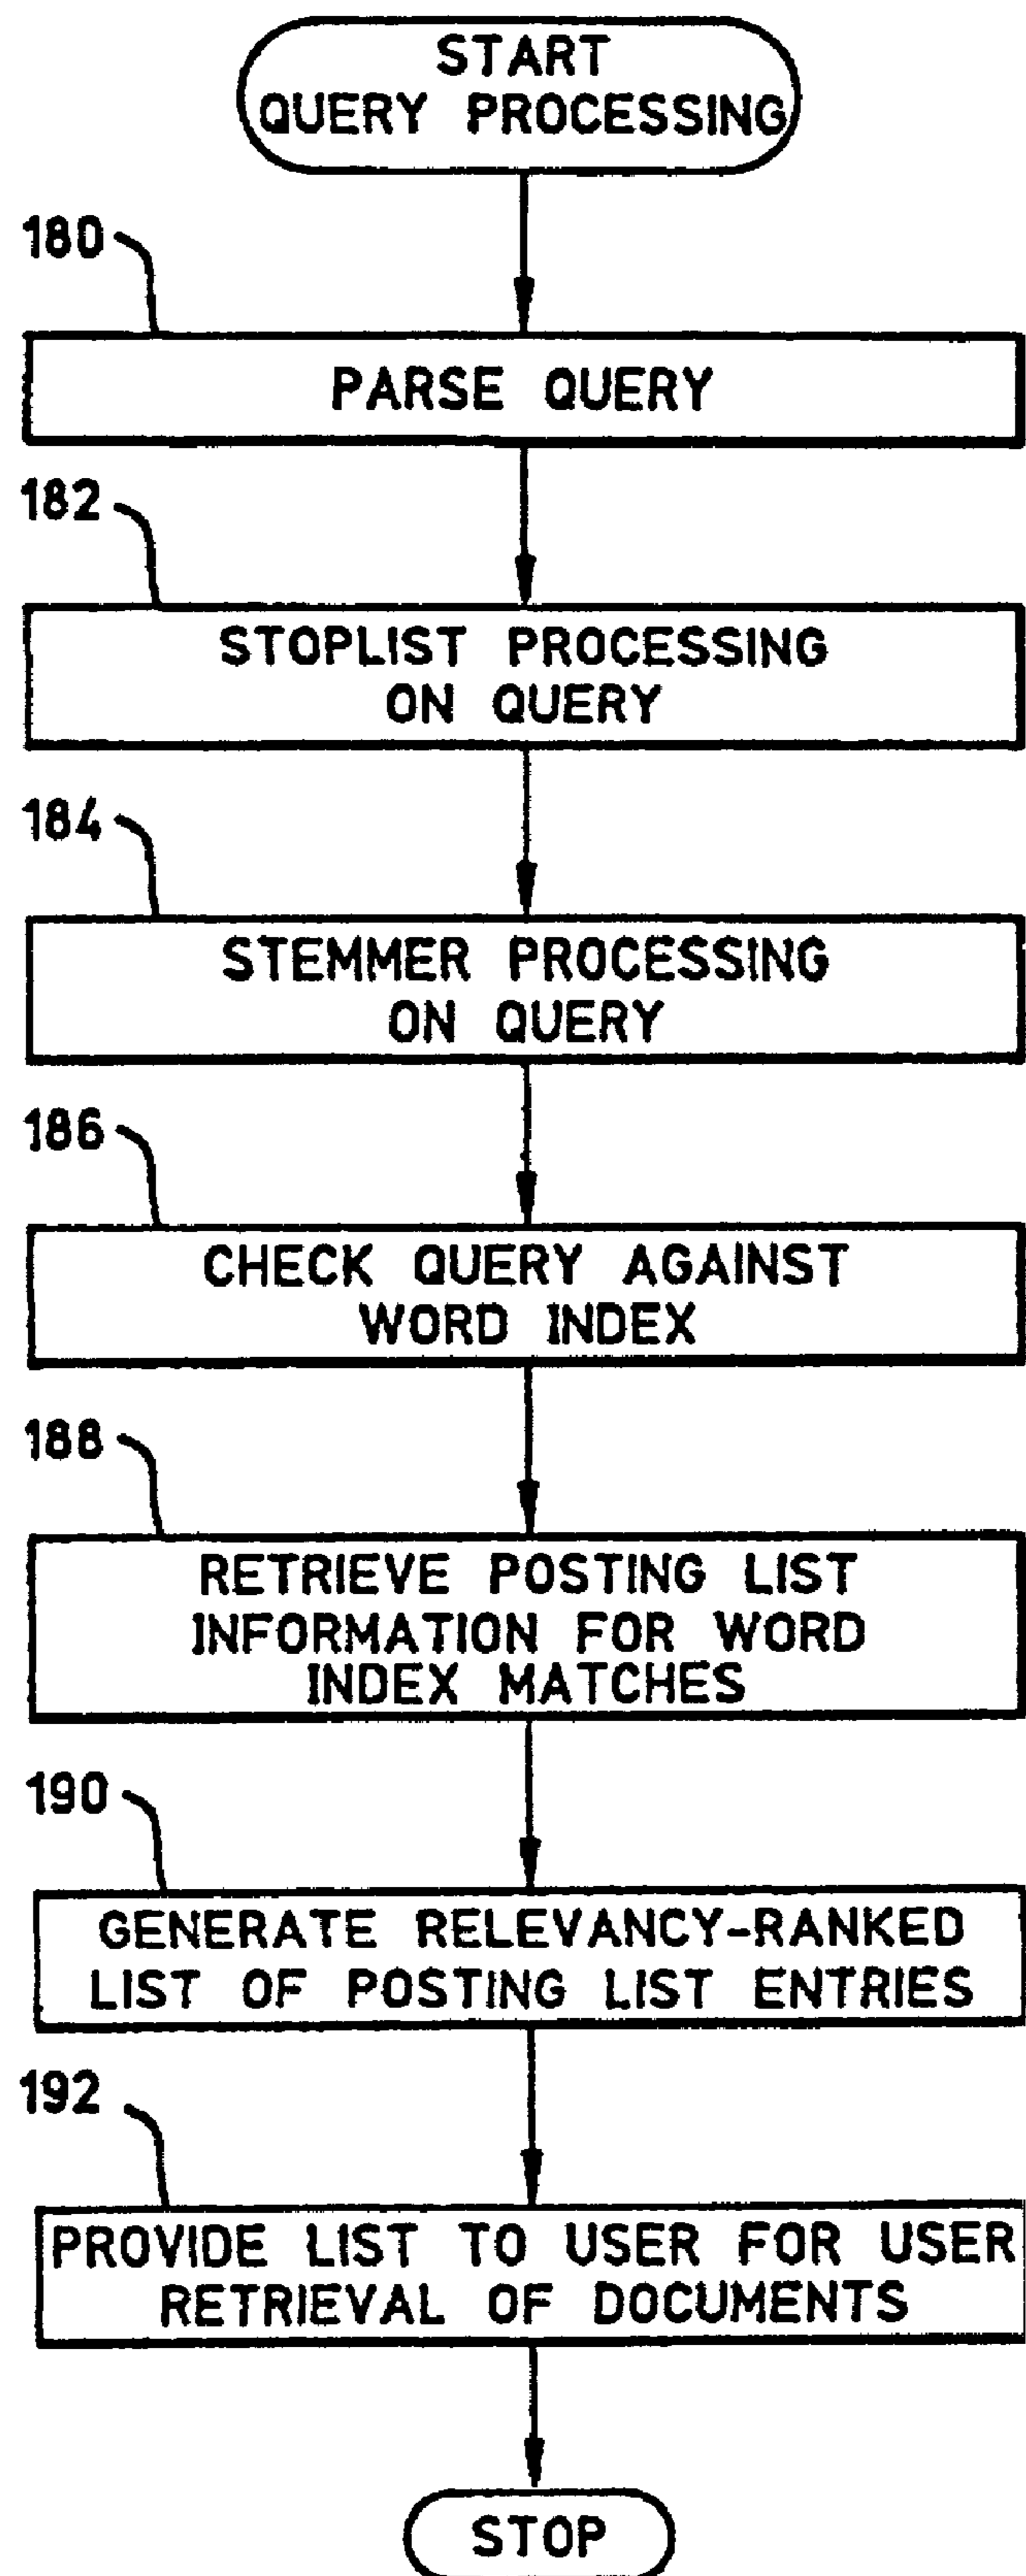 START
QUERY PROCESSING
180
PARSE QUERY
182
STOPLIST PROCESSING
ON QUERY
184
STEMMER PROCESSING
ON QUERY
186
CHECK QUERY AGAINST
WORD INDEX
188
RETRIEVE POSTING LIST
INFORMATION FOR WORD
INDEX MATCHES
190
GENERATE RELEVANCY-RANKED
LIST OF POSTING LIST ENTRIES
192
PROVIDE LIST TO USER FOR USER
RETRIEVAL OF DOCUMENTS
STOP